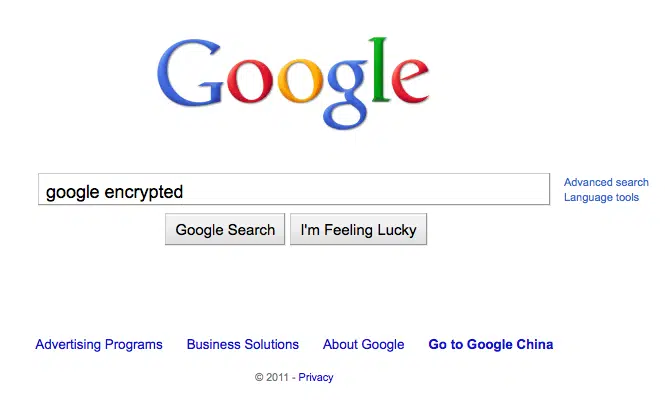 Google
google encrypted
Advanced search
Language tools
Google Search I'm Feeling Lucky
Advertising Programs Business Solutions About Google Go to Google China
© 2011 - Privacy